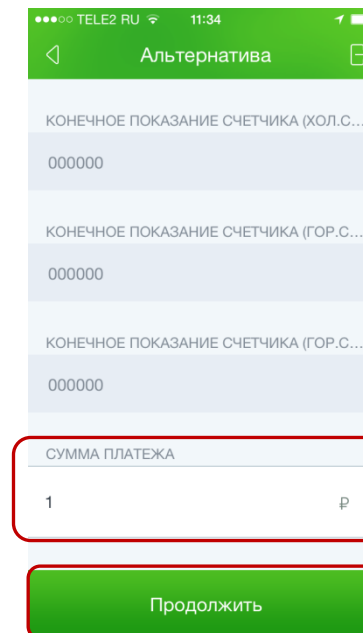 TELE2 RU 11:34
Альтернатива
КОНЕЧНОЕ ПОКАЗАНИЕ СЧЕТЧИКА (ХОЛ.С...
000000
КОНЕЧНОЕ ПОКАЗАНИЕ СЧЕТЧИКА (ГОР.С...
000000
КОНЕЧНОЕ ПОКАЗАНИЕ СЧЕТЧИКА (ГОР.С...
000000
СУММА ПЛАТЕЖА
1 ₽
Продолжить